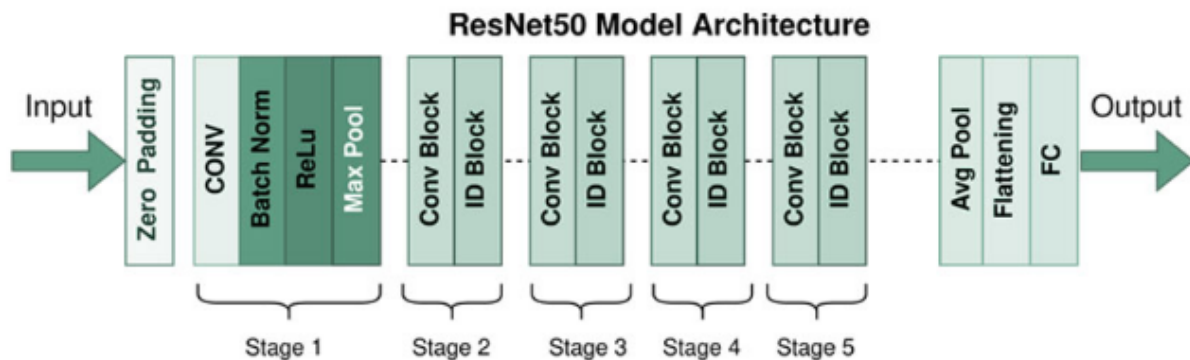 ResNet50 Model Architecture
Input
Zero Padding
CONV
Batch Norm
ReLu
Max Pool
Conv Block
ID Block
Conv Block
ID Block
Conv Block
ID Block
Conv Block
ID Block
Avg Pool
Flattening
FC
Output
Stage 1
Stage 2
Stage 3
Stage 4
Stage 5